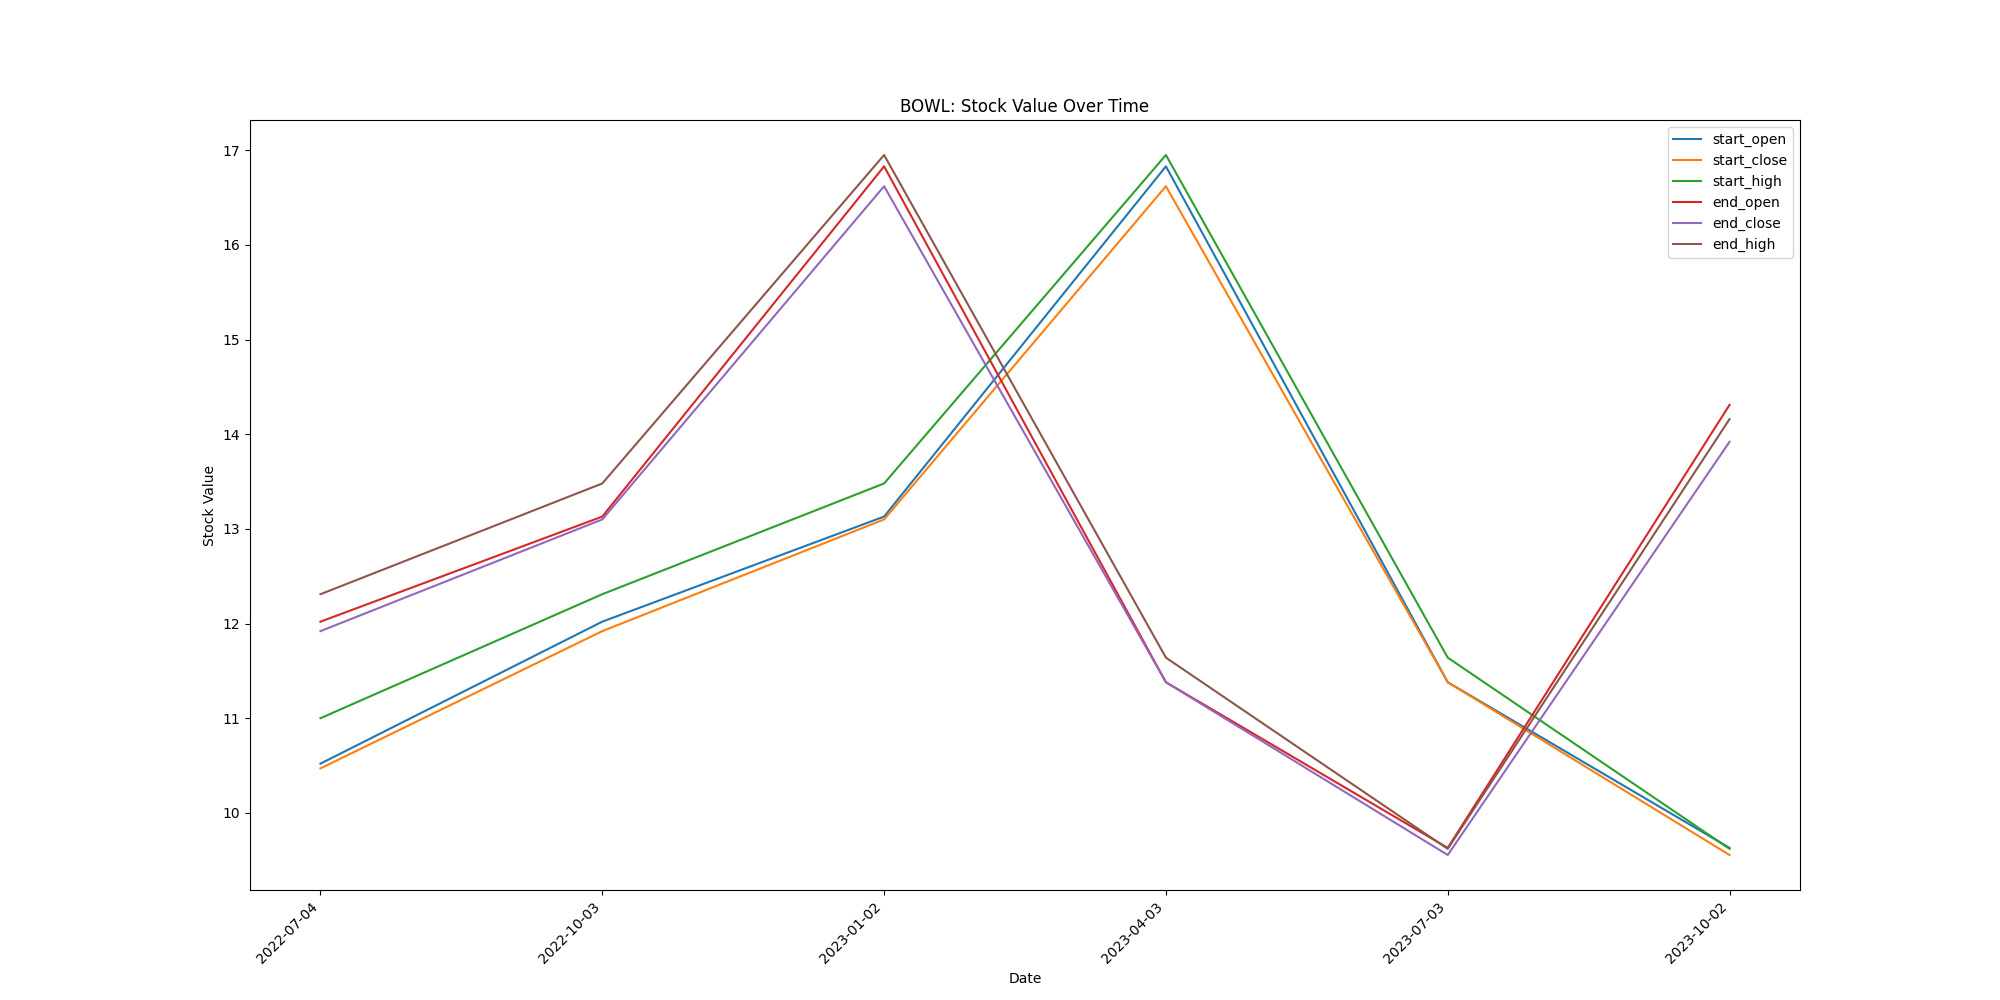 BOWL: Stock Value Over Time
start_open
start_close
start_high
end_open
end_close
end_high
17
16
15
14
13
12
11
10
Stock Value
2022-07-04
2022-10-03
2023-01-02
2023-04-03
2023-07-03
2023-10-02
Date